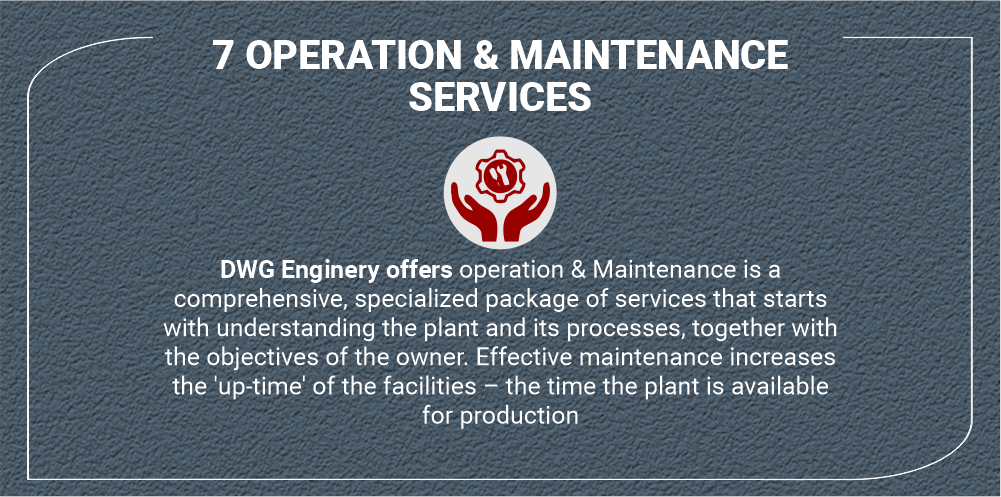 7 OPERATION & MAINTENANCE
SERVICES
DWG Enginery offers operation & Maintenance is a
comprehensive, specialized package of services that starts
with understanding the plant and its processes, together with
the objectives of the owner. Effective maintenance increases
the 'up-time' of the facilities – the time the plant is available
for production